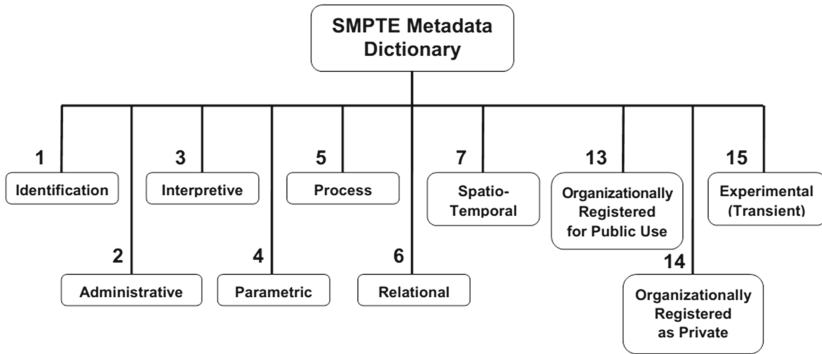 SMPTE Metadata
Dictionary
1
Identification
2
Administrative
3
Interpretive
4
Parametric
5
Process
6
Relational
7
Spatio-
Temporal
13
Organizationally
Registered
for Public Use
14
Organizationally
Registered
as Private
15
Experimental
(Transient)